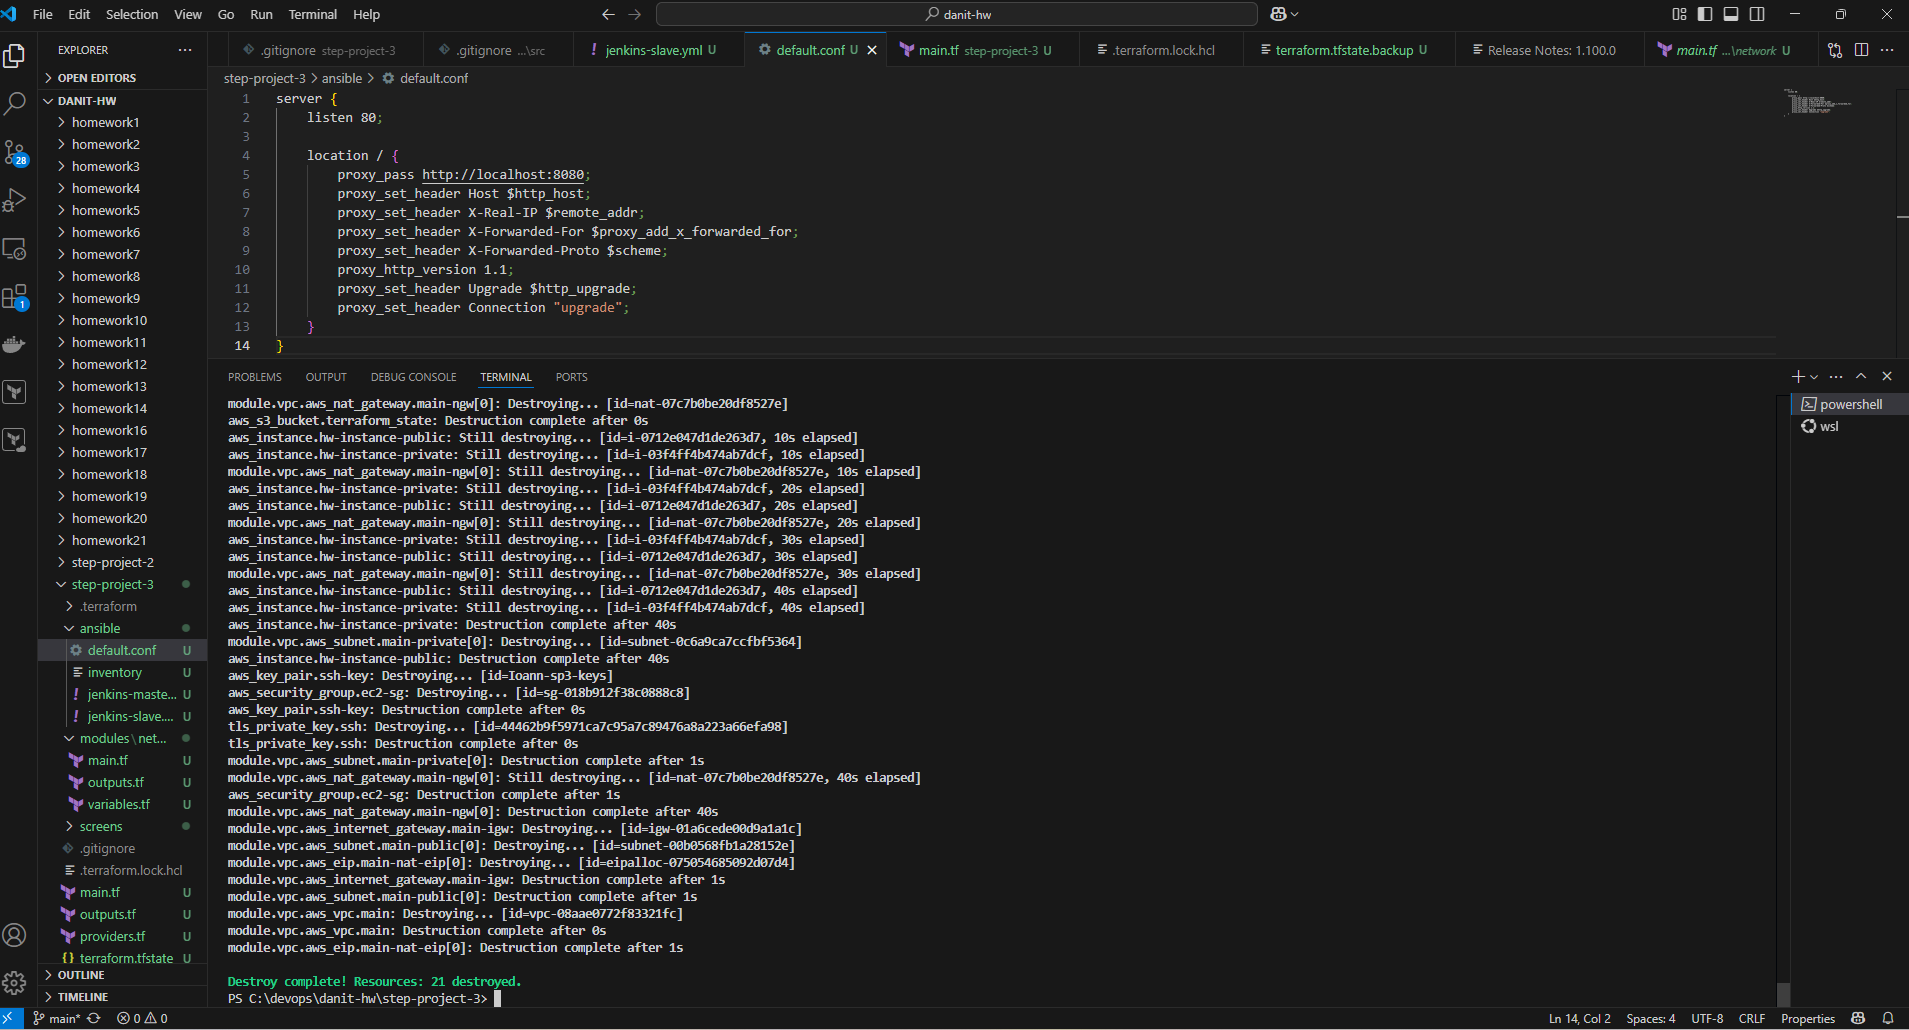 File Edit Selection View Go Run Terminal Help
danit-hw
EXPLORER
.gitignore step-project-3 .gitignore ...\src jenkins-slave.yml U default.conf U main.tf step-project-3 U .terraform.lock.hcl terraform.tfstate.backup U Release Notes: 1.100.0 main.tf ...\network U
step-project-3 > ansible > default.conf
OPEN EDITORS
DANIT-HW
homework1
homework2
homework3
homework4
homework5
homework6
homework7
homework8
homework9
homework10
homework11
homework12
homework13
homework14
homework16
homework17
homework18
homework19
homework20
homework21
step-project-2
step-project-3
.terraform
ansible
default.conf U
inventory U
jenkins-maste... U
jenkins-slave.... U
modules\net...
main.tf U
outputs.tf U
variables.tf U
screens
.gitignore
.terraform.lock.hcl
main.tf U
outputs.tf U
providers.tf U
{} terraform.tfstate U
OUTLINE
TIMELINE
28
1
1 server {
2 listen 80;
3
4 location / {
5 proxy_pass http://localhost:8080;
6 proxy_set_header Host $http_host;
7 proxy_set_header X-Real-IP $remote_addr;
8 proxy_set_header X-Forwarded-For $proxy_add_x_forwarded_for;
9 proxy_set_header X-Forwarded-Proto $scheme;
10 proxy_http_version 1.1;
11 proxy_set_header Upgrade $http_upgrade;
12 proxy_set_header Connection "upgrade";
13 }
14 }
PROBLEMS OUTPUT DEBUG CONSOLE TERMINAL PORTS
powershell
wsl
module.vpc.aws_nat_gateway.main-ngw[0]: Destroying... [id=nat-07c7b0be20df8527e]
aws_s3_bucket.terraform_state: Destruction complete after 0s
aws_instance.hw-instance-public: Still destroying... [id=i-0712e047d1de263d7, 10s elapsed]
aws_instance.hw-instance-private: Still destroying... [id=i-03f4ff4b474ab7dcf, 10s elapsed]
module.vpc.aws_nat_gateway.main-ngw[0]: Still destroying... [id=nat-07c7b0be20df8527e, 10s elapsed]
aws_instance.hw-instance-private: Still destroying... [id=i-03f4ff4b474ab7dcf, 20s elapsed]
aws_instance.hw-instance-public: Still destroying... [id=i-0712e047d1de263d7, 20s elapsed]
module.vpc.aws_nat_gateway.main-ngw[0]: Still destroying... [id=nat-07c7b0be20df8527e, 20s elapsed]
aws_instance.hw-instance-private: Still destroying... [id=i-03f4ff4b474ab7dcf, 30s elapsed]
aws_instance.hw-instance-public: Still destroying... [id=i-0712e047d1de263d7, 30s elapsed]
module.vpc.aws_nat_gateway.main-ngw[0]: Still destroying... [id=nat-07c7b0be20df8527e, 30s elapsed]
aws_instance.hw-instance-public: Still destroying... [id=i-0712e047d1de263d7, 40s elapsed]
aws_instance.hw-instance-private: Still destroying... [id=i-03f4ff4b474ab7dcf, 40s elapsed]
aws_instance.hw-instance-private: Destruction complete after 40s
module.vpc.aws_subnet.main-private[0]: Destroying... [id=subnet-0c6a9ca7ccfbf5364]
aws_instance.hw-instance-public: Destruction complete after 40s
aws_key_pair.ssh-key: Destroying... [id=Ioann-sp3-keys]
aws_security_group.ec2-sg: Destroying... [id=sg-018b912f38c0888c8]
aws_key_pair.ssh-key: Destruction complete after 0s
tls_private_key.ssh: Destroying... [id=44462b9f5971ca7c95a7c89476a8a223a66efa98]
tls_private_key.ssh: Destruction complete after 0s
module.vpc.aws_subnet.main-private[0]: Destruction complete after 1s
module.vpc.aws_nat_gateway.main-ngw[0]: Still destroying... [id=nat-07c7b0be20df8527e, 40s elapsed]
aws_security_group.ec2-sg: Destruction complete after 1s
module.vpc.aws_nat_gateway.main-ngw[0]: Destruction complete after 40s
module.vpc.aws_internet_gateway.main-igw: Destroying... [id=igw-01a6cede00d9a1a1c]
module.vpc.aws_subnet.main-public[0]: Destroying... [id=subnet-00b0568fb1a28152e]
module.vpc.aws_eip.main-nat-eip[0]: Destroying... [id=eipalloc-075054685092d07d4]
module.vpc.aws_internet_gateway.main-igw: Destruction complete after 1s
module.vpc.aws_subnet.main-public[0]: Destruction complete after 1s
module.vpc.aws_vpc.main: Destroying... [id=vpc-08aae0772f83321fc]
module.vpc.aws_vpc.main: Destruction complete after 0s
module.vpc.aws_eip.main-nat-eip[0]: Destruction complete after 1s
Destroy complete! Resources: 21 destroyed.
PS C:\devops\danit-hw\step-project-3>
main* 0 0 Ln 14, Col 2 Spaces: 4 UTF-8 CRLF Properties